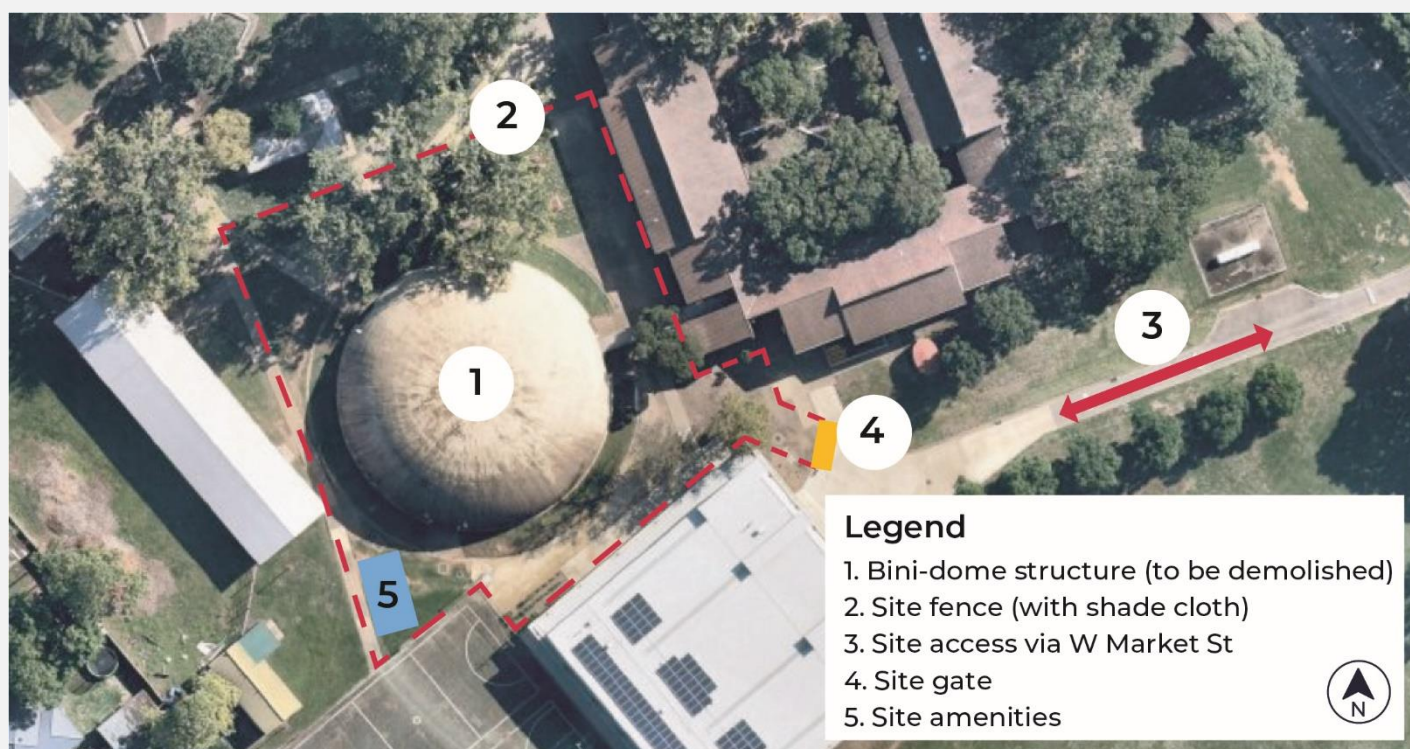 2
3
1
4
5
Legend
1. Bini-dome structure (to be demolished)
2. Site fence (with shade cloth)
3. Site access via W Market St
4. Site gate
5. Site amenities
N